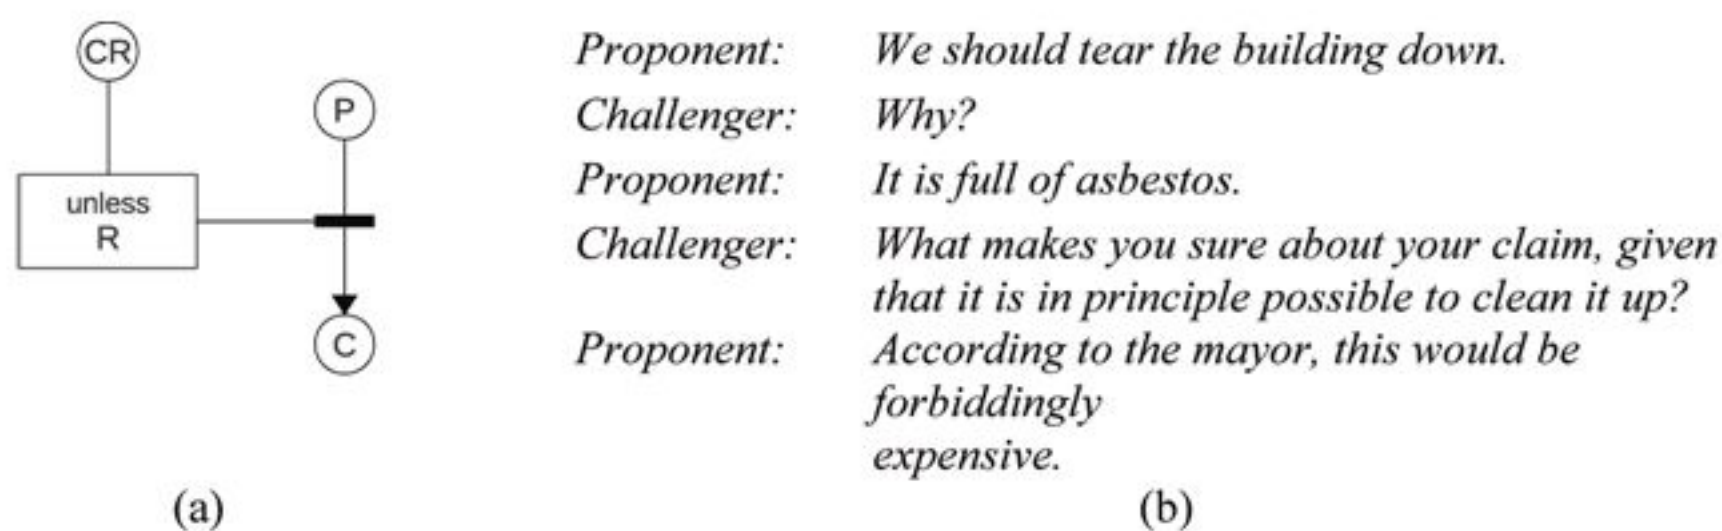 CR
P
unless
R
C
(a)
Proponent: We should tear the building down.
Challenger: Why?
Proponent: It is full of asbestos.
Challenger: What makes you sure about your claim, given
that it is in principle possible to clean it up?
Proponent: According to the mayor, this would be
forbiddingly
expensive.
(b)